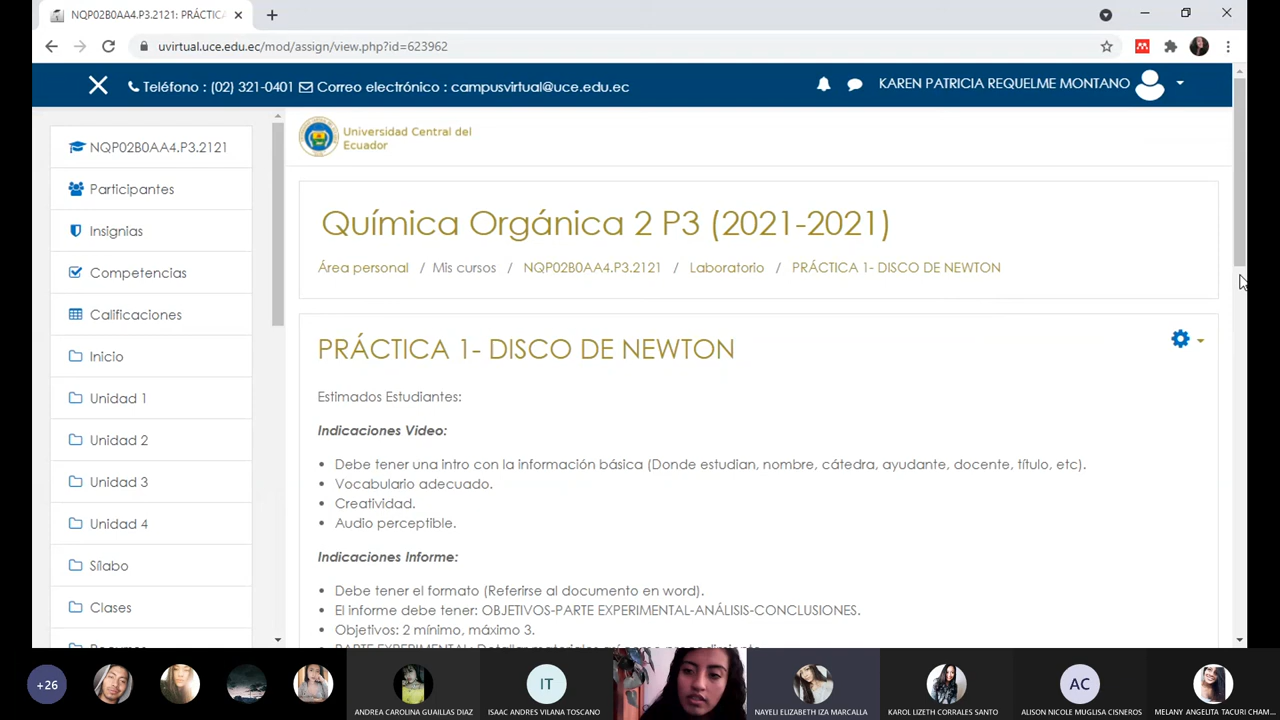 NQP02B0AA4.P3.2121: PRÁCTICA
uvirtual.uce.edu.ec/mod/assign/view.php?id=623962
Teléfono : (02) 321-0401 Correo electrónico : campusvirtual@uce.edu.ec
KAREN PATRICIA REQUELME MONTANO
NQP02B0AA4.P3.2121
Participantes
Insignias
Competencias
Calificaciones
Inicio
Unidad 1
Unidad 2
Unidad 3
Unidad 4
Sílabo
Clases
Universidad Central del
Ecuador
Química Orgánica 2 P3 (2021-2021)
Área personal / Mis cursos / NQP02B0AA4.P3.2121 / Laboratorio / PRÁCTICA 1- DISCO DE NEWTON
PRÁCTICA 1- DISCO DE NEWTON
Estimados Estudiantes:
Indicaciones Video:
• Debe tener una intro con la información básica (Donde estudian, nombre, cátedra, ayudante, docente, título, etc).
• Vocabulario adecuado.
• Creatividad.
• Audio perceptible.
Indicaciones Informe:
• Debe tener el formato (Referirse al documento en word).
• El informe debe tener: OBJETIVOS-PARTE EXPERIMENTAL-ANÁLISIS-CONCLUSIONES.
• Objetivos: 2 mínimo, máximo 3.
+26
ANDREA CAROLINA GUAILLAS DIAZ
IT
ISAAC ANDRES VILANA TOSCANO
NAYELI ELIZABETH IZA MARCALLA
KAROL LIZETH CORRALES SANTO
AC
ALISON NICOLE MUGLISA CISNEROS
MELANY ANGELITA TACURI CHAM...